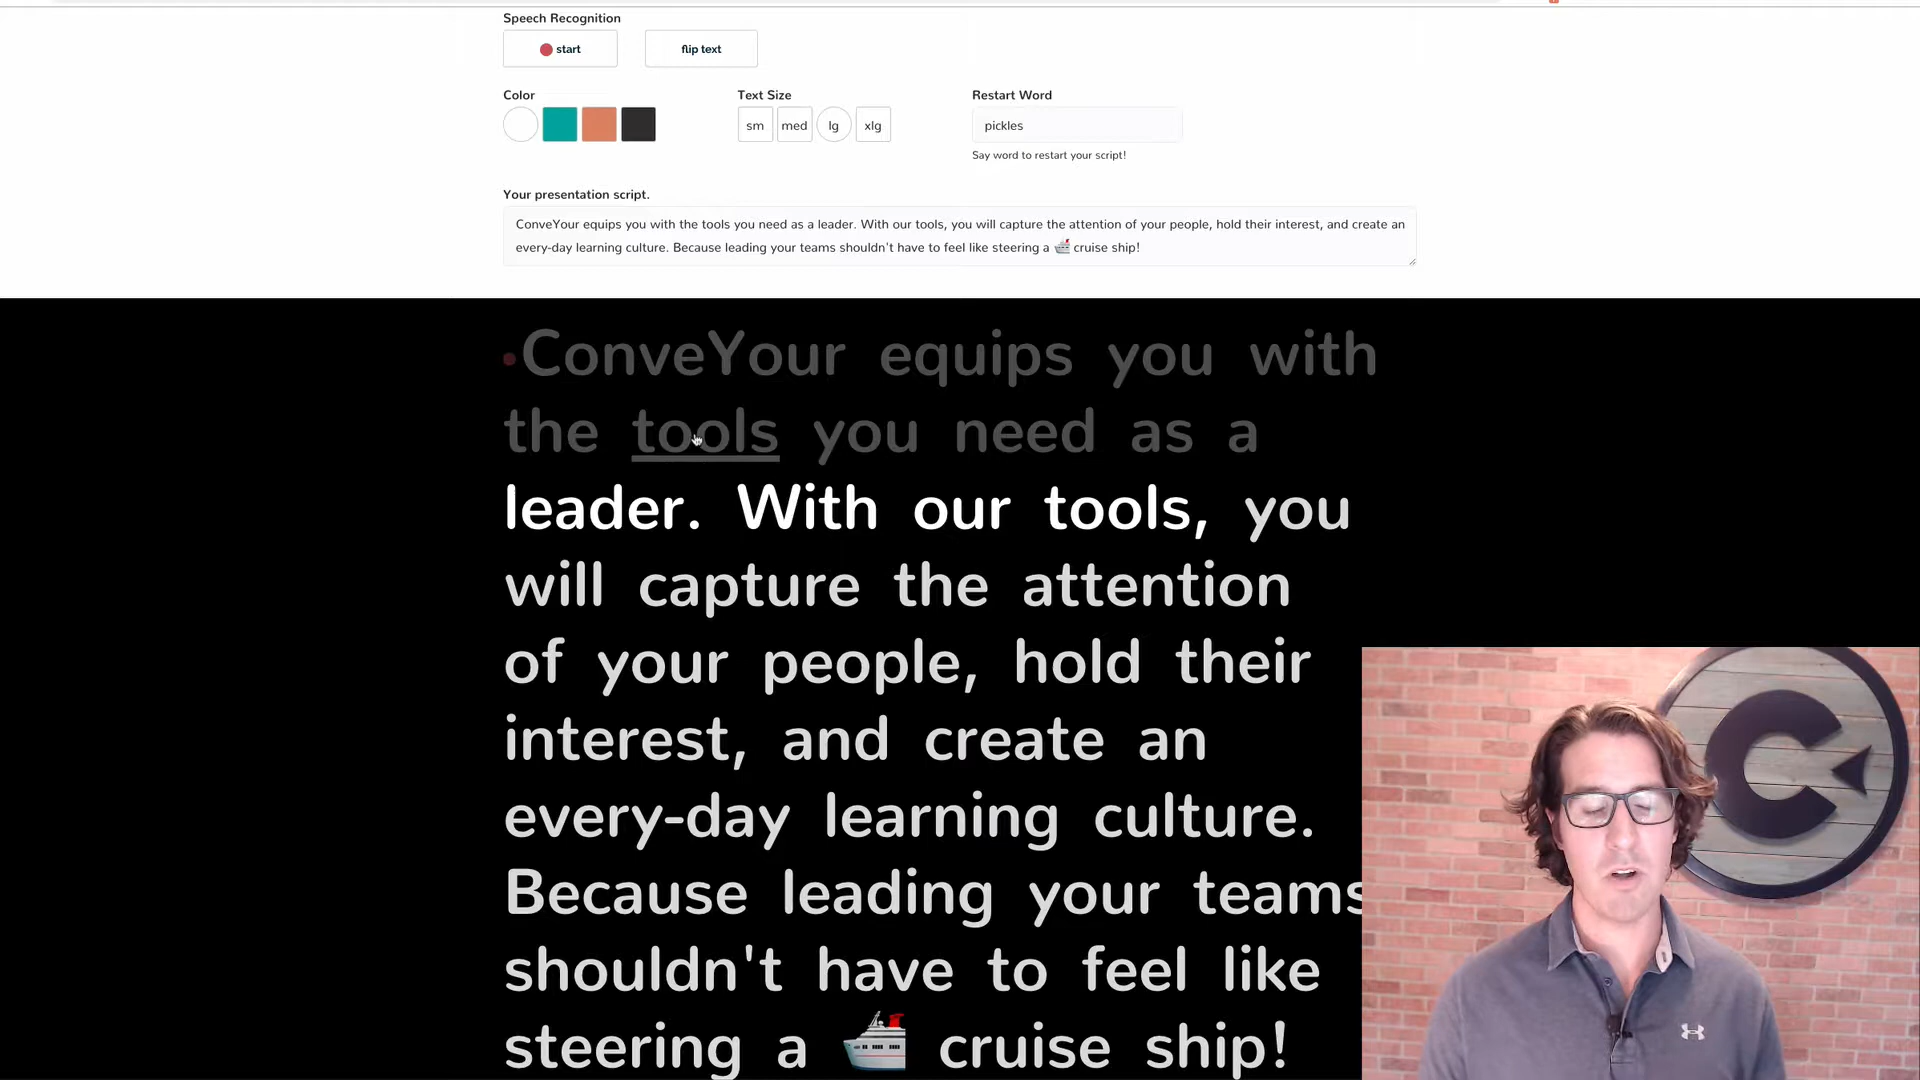 Speech Recognition
start
flip text
Color
Text Size
Restart Word
sm
med
lg
xlg
pickles
Say word to restart your script!
Your presentation script.
ConveYour equips you with the tools you need as a leader. With our tools, you will capture the attention of your people, hold their interest, and create an
every-day learning culture. Because leading your teams shouldn't have to feel like steering a 🛳 cruise ship!
ConveYour equips you with
the tools you need as a
leader. With our tools, you
will capture the attention
of your people, hold their
interest, and create an
every-day learning culture.
Because leading your teams
shouldn't have to feel like
steering a 🛳 cruise ship!